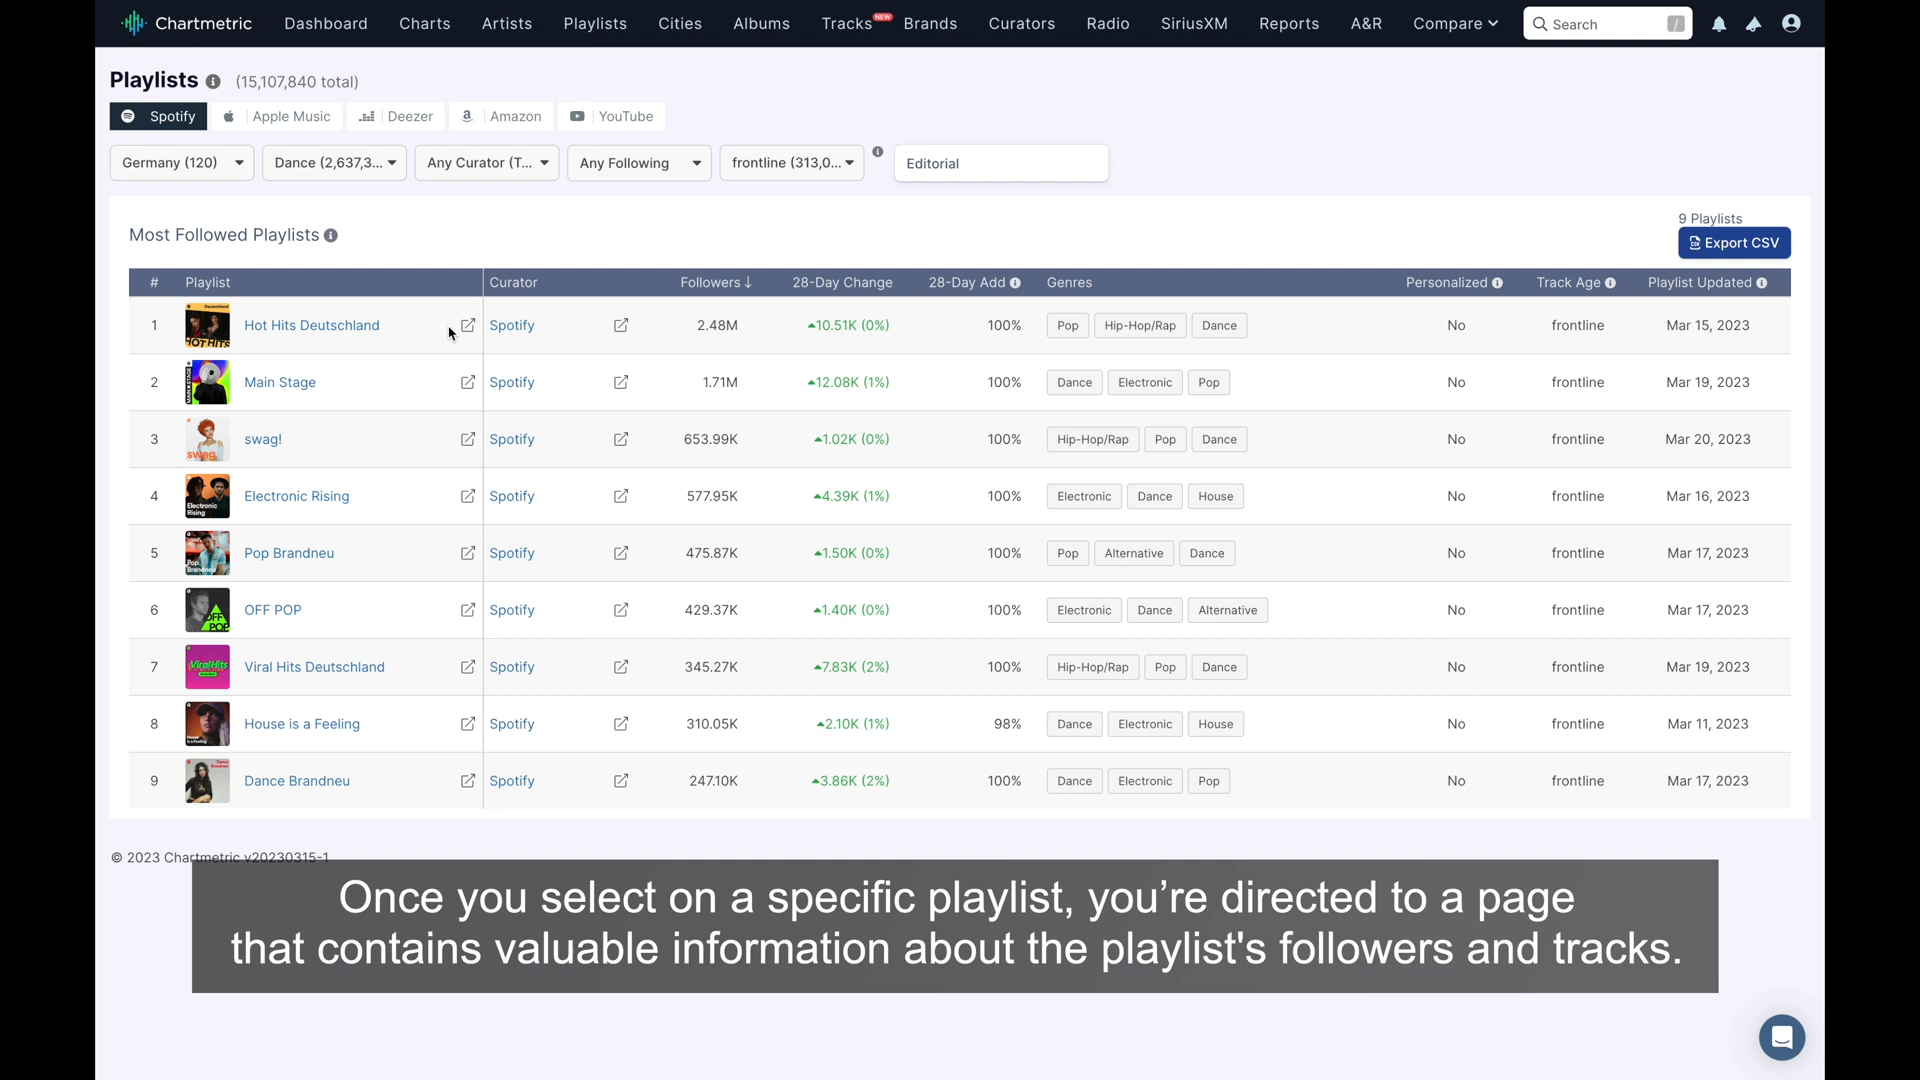 Chartmetric Dashboard Charts Artists Playlists Cities Albums Tracks NEW Brands Curators Radio SiriusXM Reports A&R Compare Search /
Playlists (15,107,840 total)
Spotify Apple Music Deezer Amazon YouTube
Germany (120) Dance (2,637,3... Any Curator (T... Any Following frontline (313,0... Editorial
9 Playlists
Most Followed Playlists
Export CSV
# Playlist Curator Followers 28-Day Change 28-Day Add Genres Personalized Track Age Playlist Updated
1 Hot Hits Deutschland Spotify 2.48M 10.51K (0%) 100% Pop Hip-Hop/Rap Dance No frontline Mar 15, 2023
2 Main Stage Spotify 1.71M 12.08K (1%) 100% Dance Electronic Pop No frontline Mar 19, 2023
3 swag! Spotify 653.99K 1.02K (0%) 100% Hip-Hop/Rap Pop Dance No frontline Mar 20, 2023
4 Electronic Rising Spotify 577.95K 4.39K (1%) 100% Electronic Dance House No frontline Mar 16, 2023
5 Pop Brandneu Spotify 475.87K 1.50K (0%) 100% Pop Alternative Dance No frontline Mar 17, 2023
6 OFF POP Spotify 429.37K 1.40K (0%) 100% Electronic Dance Alternative No frontline Mar 17, 2023
7 Viral Hits Deutschland Spotify 345.27K 7.83K (2%) 100% Hip-Hop/Rap Pop Dance No frontline Mar 19, 2023
8 House is a Feeling Spotify 310.05K 2.10K (1%) 98% Dance Electronic House No frontline Mar 11, 2023
9 Dance Brandneu Spotify 247.10K 3.86K (2%) 100% Dance Electronic Pop No frontline Mar 17, 2023
© 2023 Chartmetric v20230315-1
Once you select on a specific playlist, you’re directed to a page
that contains valuable information about the playlist's followers and tracks.